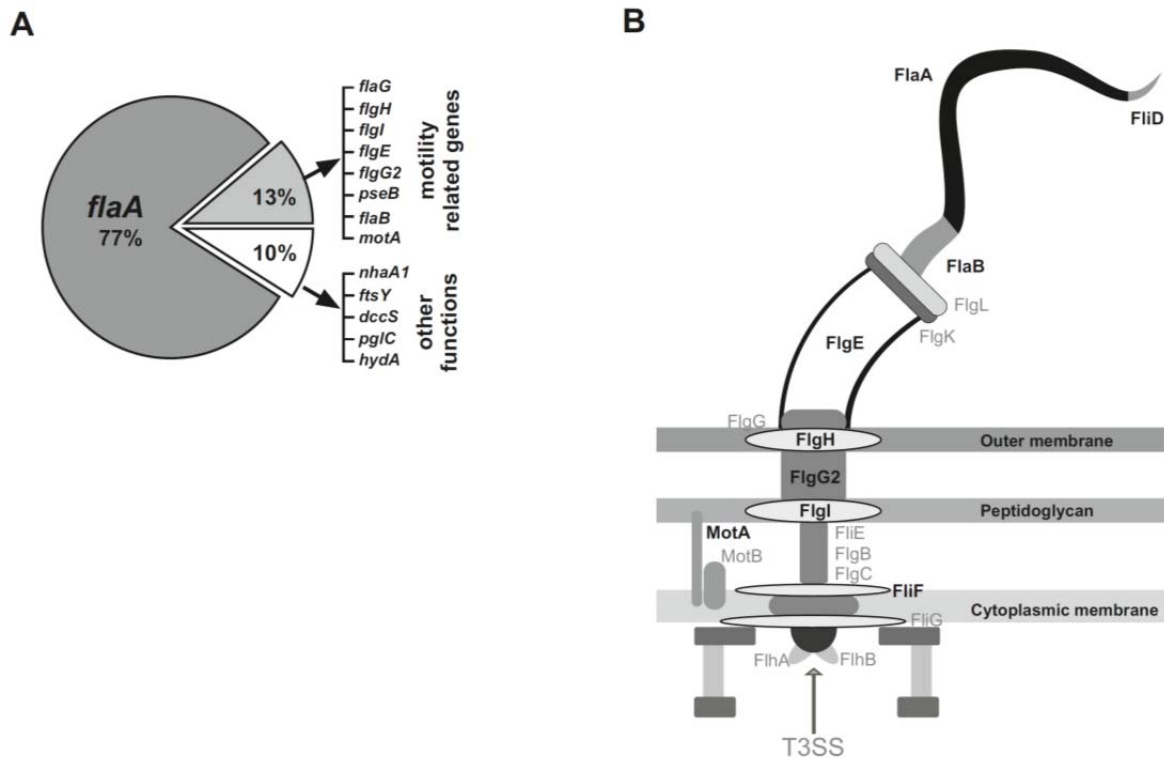 A
flaA
77%
13%
10%
flaG
flgH
flgI
flgE
flgG2
pseB
flaB
motA
motility
related genes
nhaA1
ftsY
dccS
pglC
hydA
other
functions
B
FlaA
FliD
FlaB
FlgL
FlgK
FlgE
FlgG
FlgH
Outer membrane
FlgG2
FlgI
Peptidoglycan
MotA
MotB
FliE
FlgB
FlgC
FliF
Cytoplasmic membrane
FliG
FlhA
FlhB
T3SS